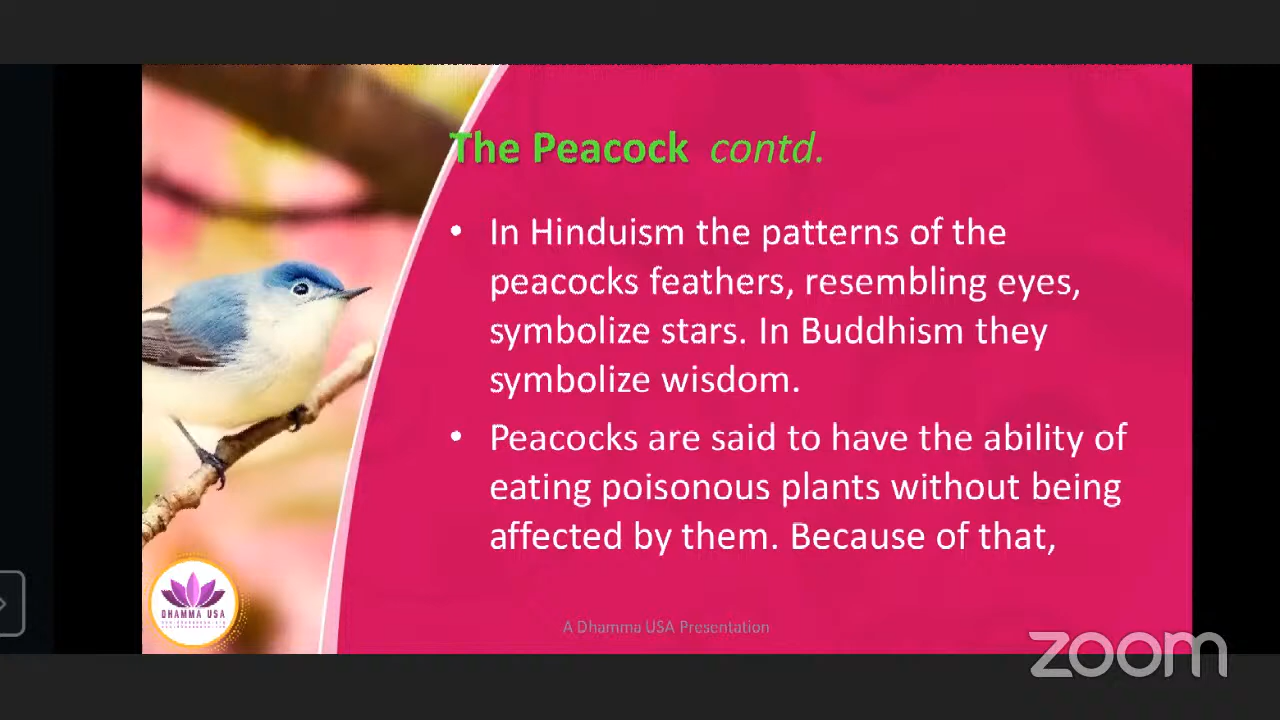 The Peacock contd.
• In Hinduism the patterns of the
peacocks feathers, resembling eyes,
symbolize stars. In Buddhism they
symbolize wisdom.
• Peacocks are said to have the ability of
eating poisonous plants without being
affected by them. Because of that,
DHAMMA USA
A Dhamma USA Presentation
zoom